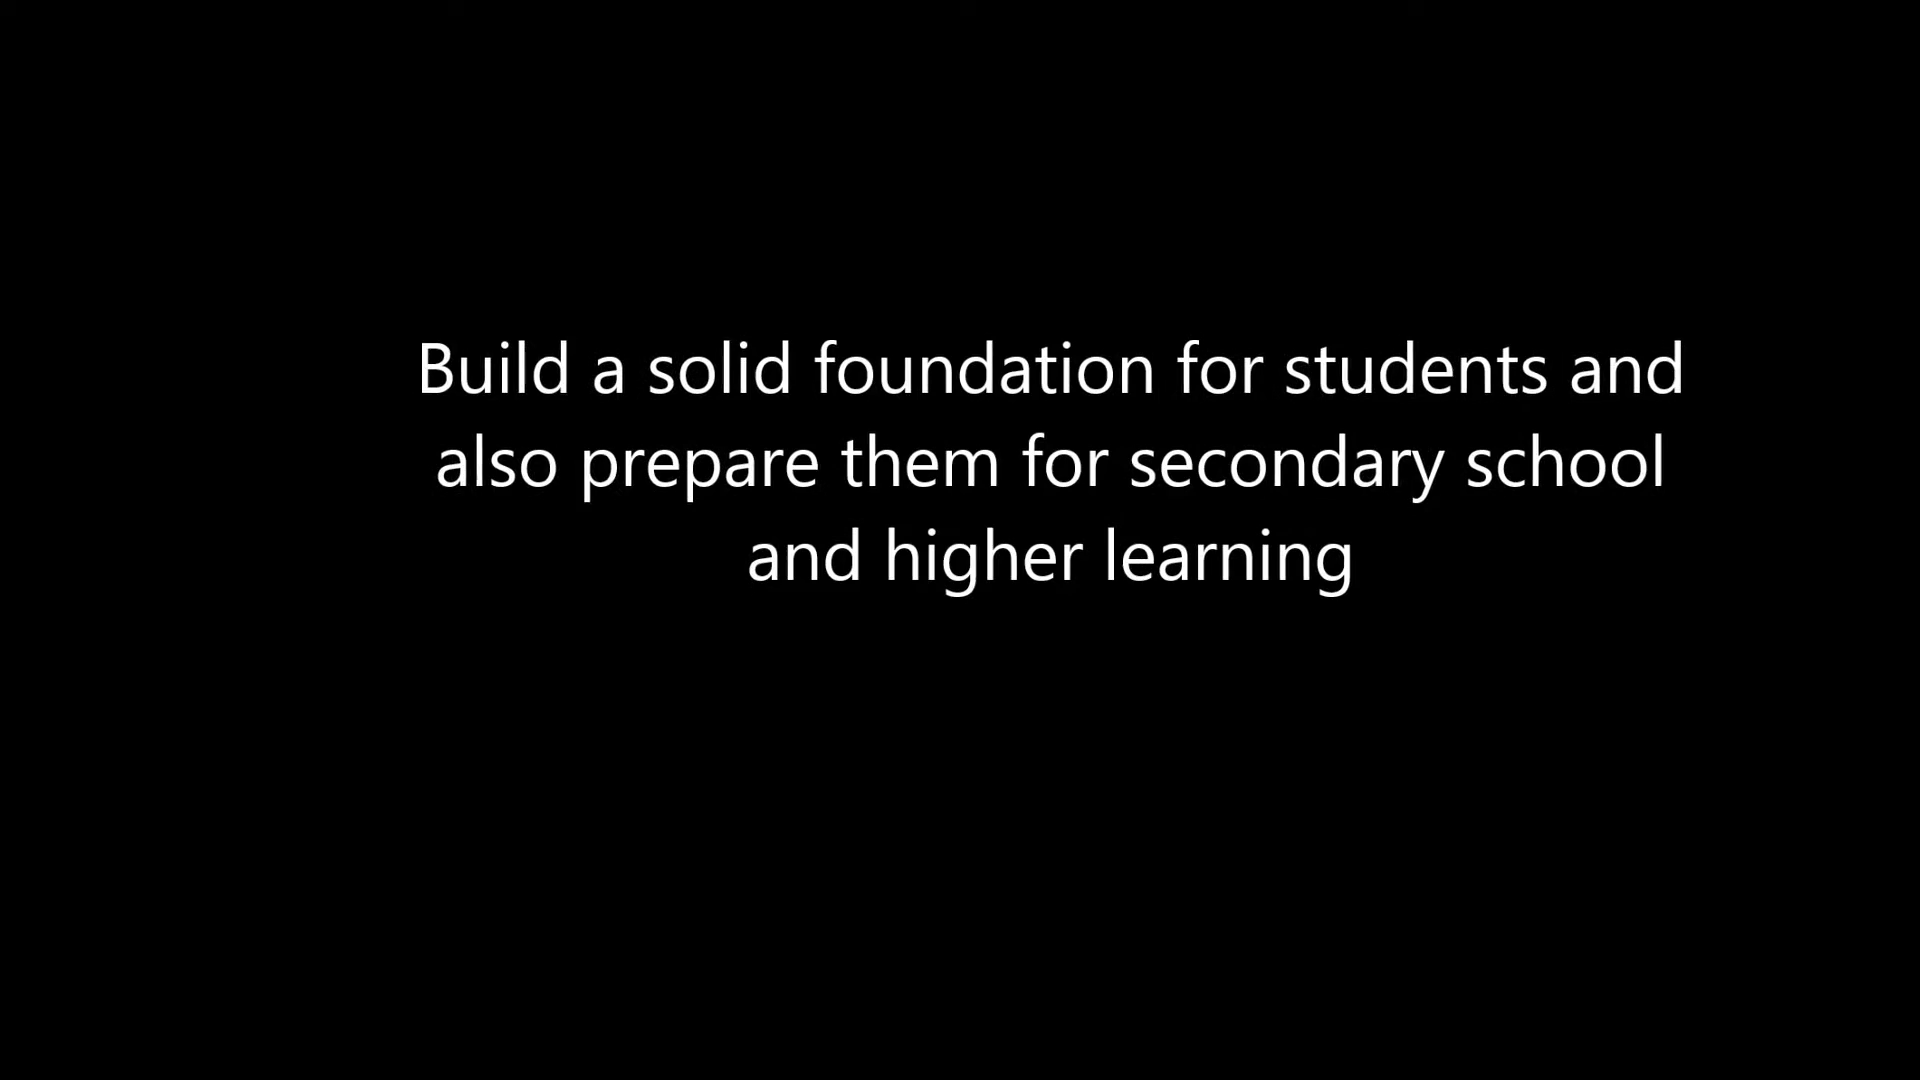 Build a solid foundation for students and
also prepare them for secondary school
and higher learning